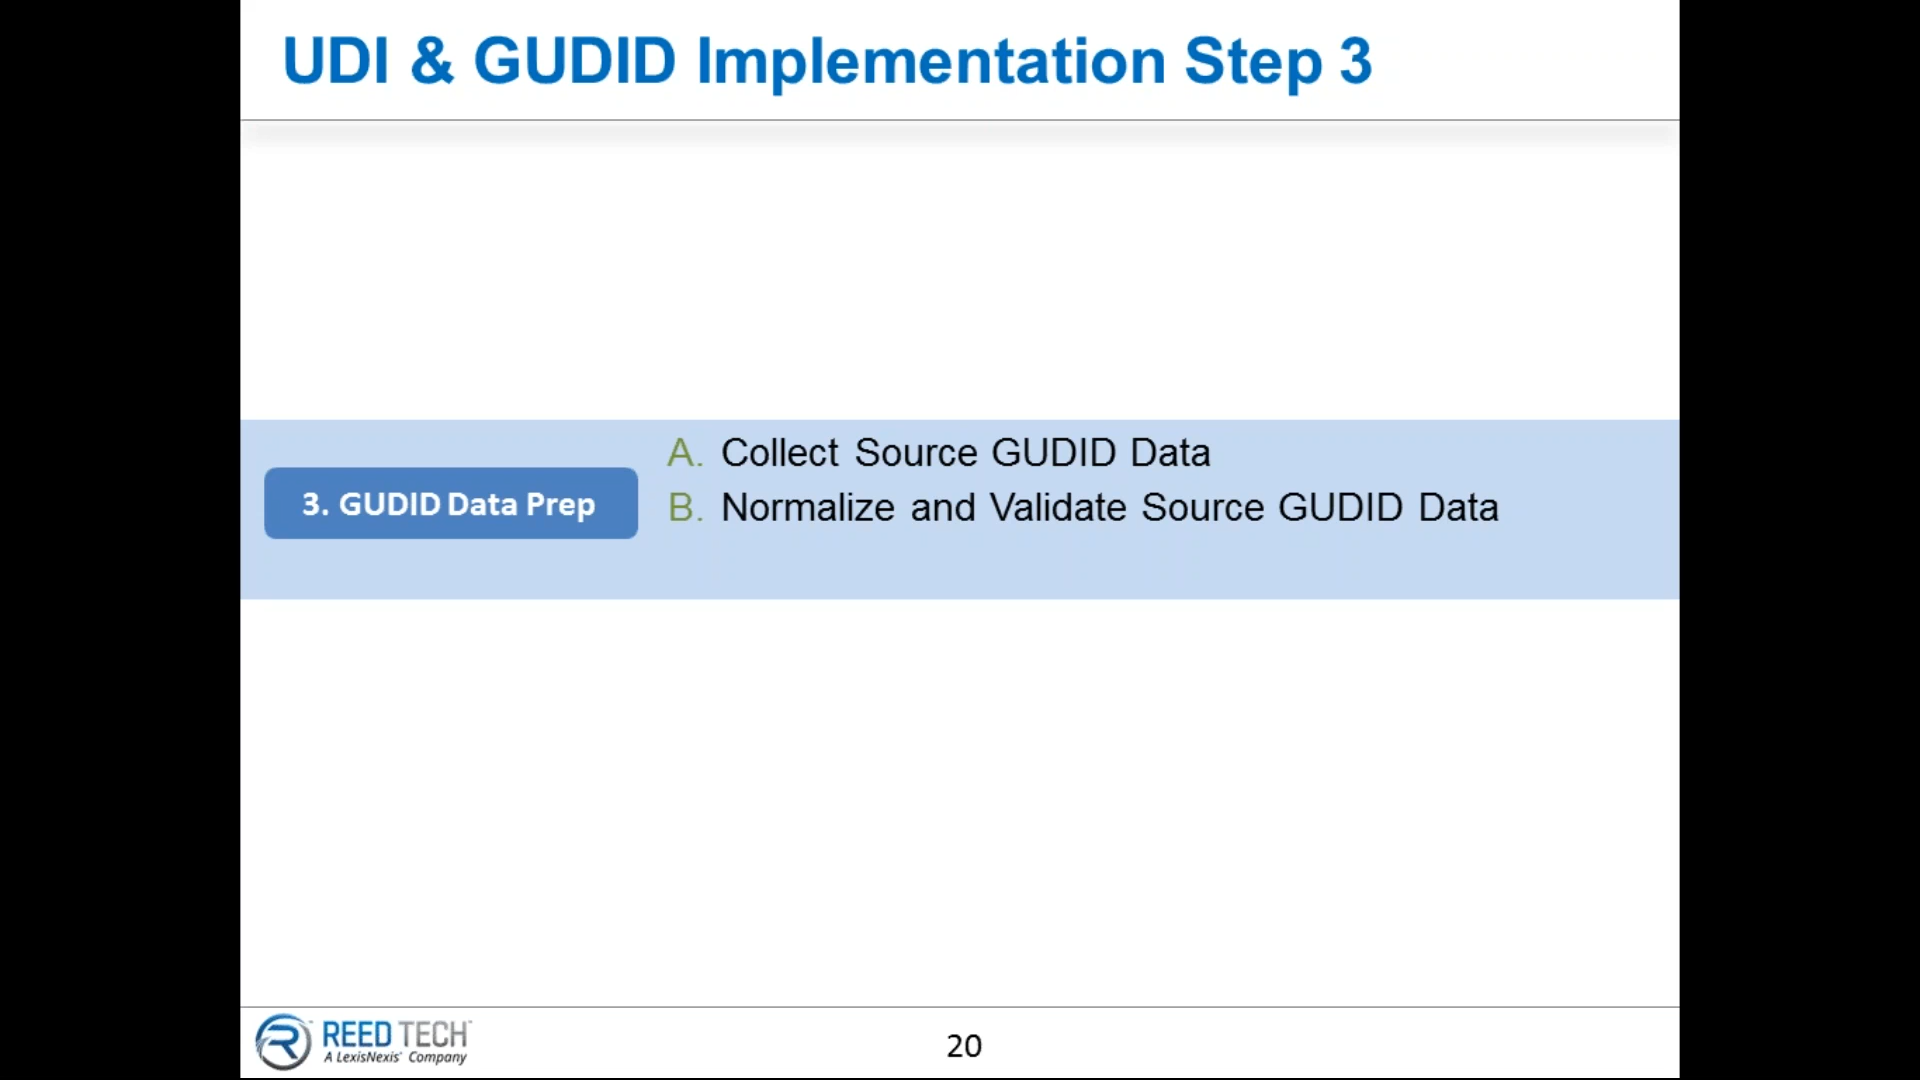 UDI & GUDID Implementation Step 3
3. GUDID Data Prep
A. Collect Source GUDID Data
B. Normalize and Validate Source GUDID Data
REED TECH™
A LexisNexis® Company
20